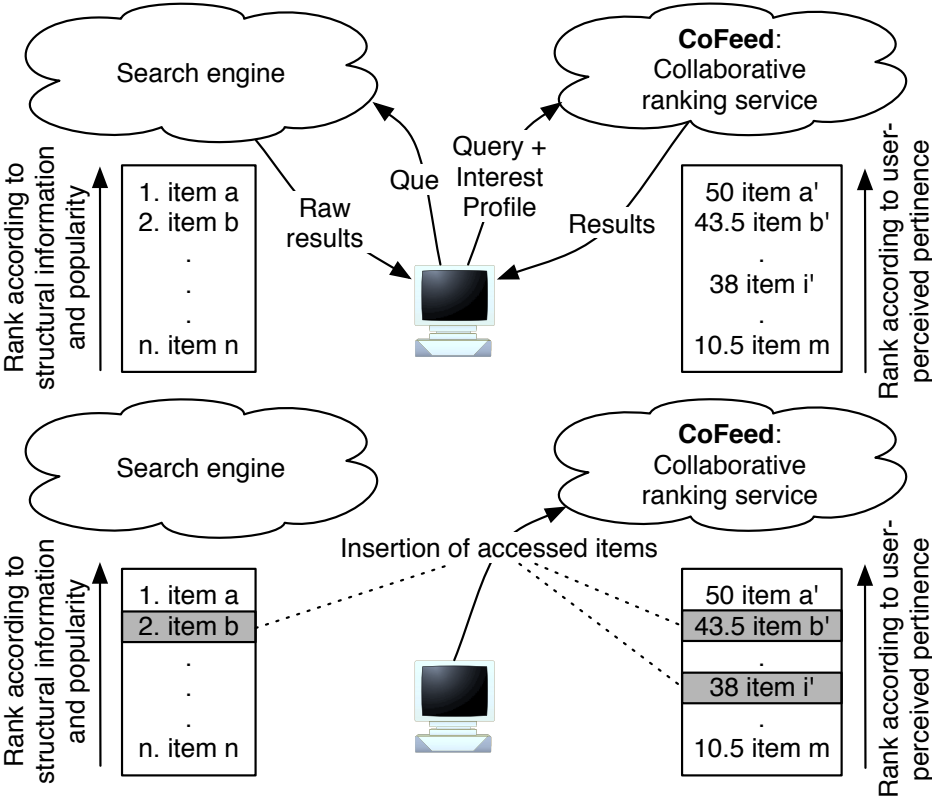 Search engine
CoFeed:
Collaborative
ranking service
Rank according to
structural information
and popularity
1. item a
2. item b
.
.
.
n. item n
Raw
results
Que
Query +
Interest
Profile
Results
50 item a'
43.5 item b'
.
38 item i'
.
10.5 item m
Rank according to user-
perceived pertinence
Search engine
CoFeed:
Collaborative
ranking service
Insertion of accessed items
Rank according to
structural information
and popularity
1. item a
2. item b
.
.
.
n. item n
50 item a'
43.5 item b'
.
38 item i'
.
10.5 item m
Rank according to user-
perceived pertinence